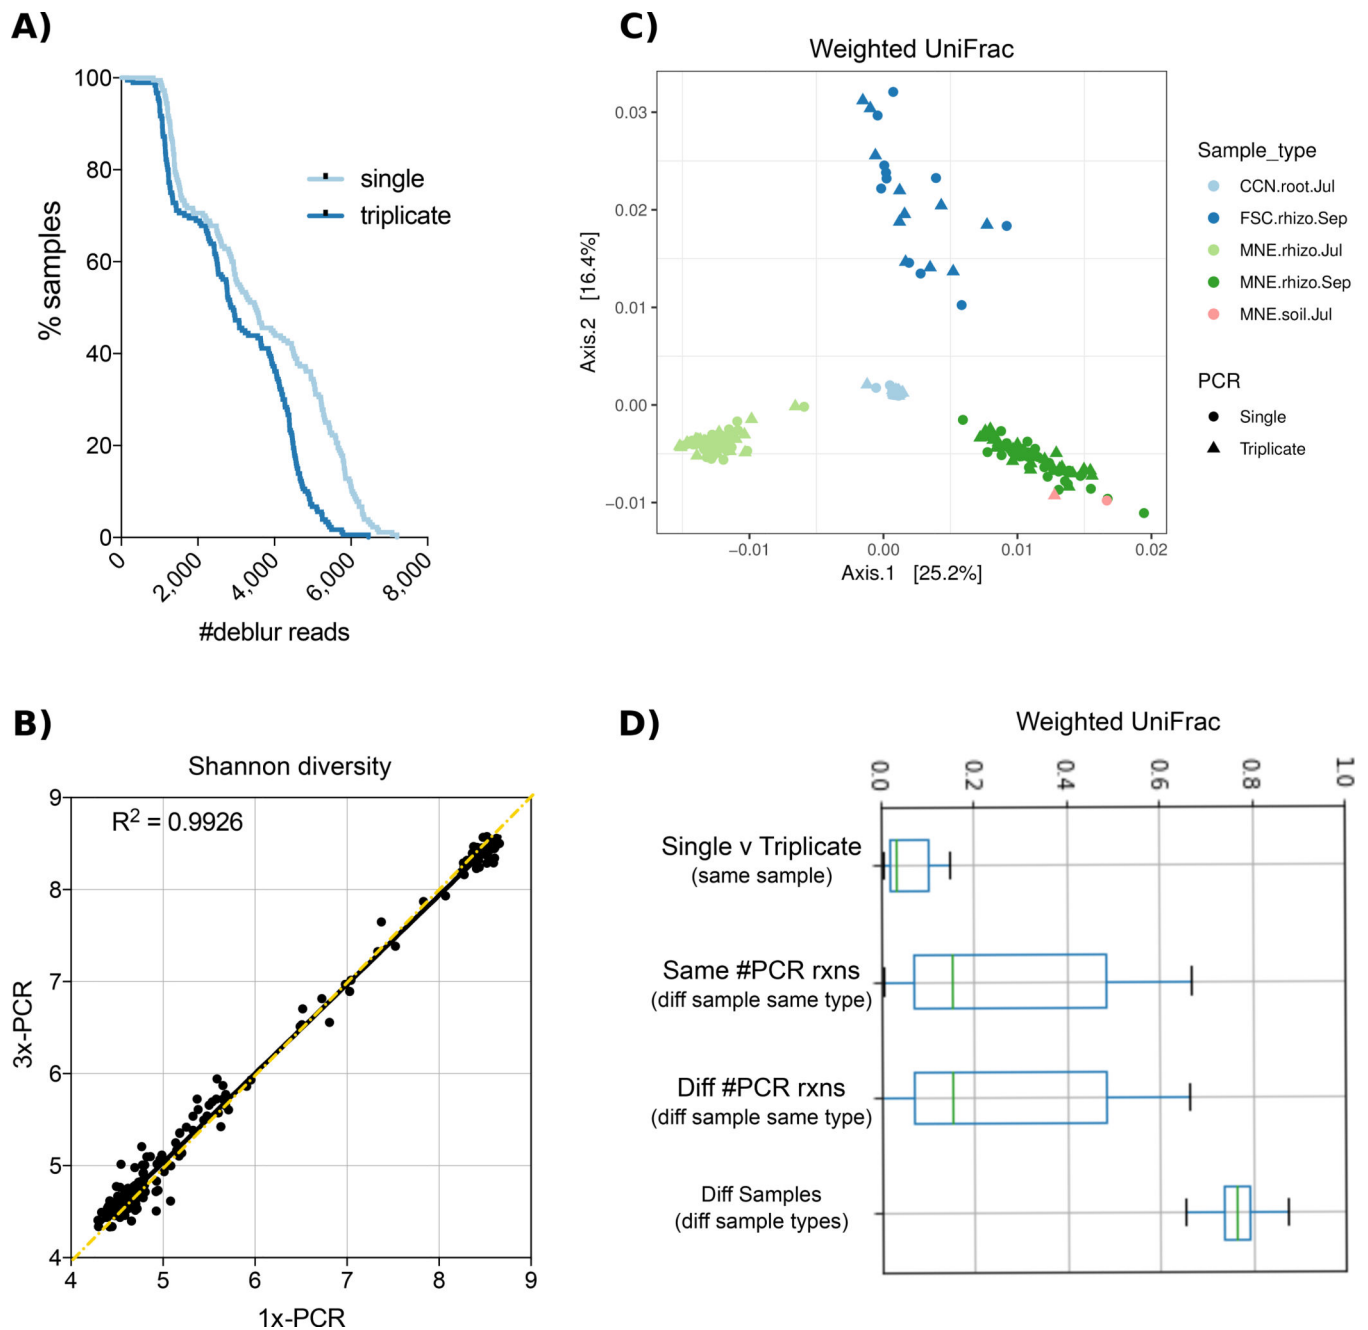 A)
100
80
60
40
20
0
% samples
single
triplicate
0
2,000
4,000
6,000
8,000
#deblur reads
C)
Weighted UniFrac
0.03
0.02
0.01
0.00
−0.01
Axis.2 [16.4%]
−0.01
0.00
0.01
0.02
Axis.1 [25.2%]
Sample_type
CCN.root.Jul
FSC.rhizo.Sep
MNE.rhizo.Jul
MNE.rhizo.Sep
MNE.soil.Jul
PCR
Single
Triplicate
B)
Shannon diversity
R² = 0.9926
9
8
7
6
5
4
3x-PCR
4
5
6
7
8
9
1x-PCR
D)
Weighted UniFrac
0.0
0.2
0.4
0.6
0.8
1.0
Single v Triplicate
(same sample)
Same #PCR rxns
(diff sample same type)
Diff #PCR rxns
(diff sample same type)
Diff Samples
(diff sample types)